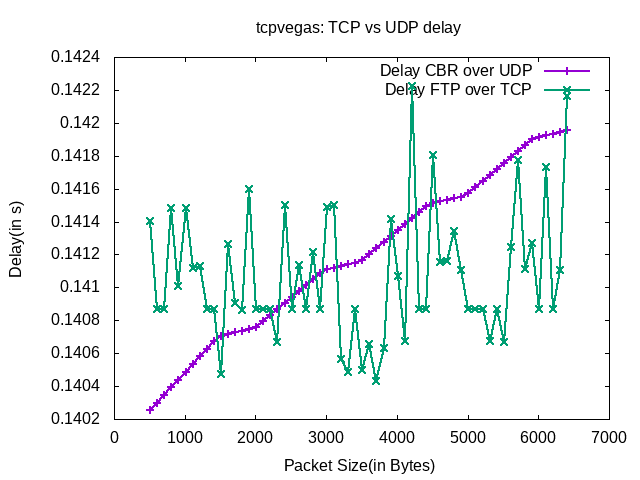 tcpvegas: TCP vs UDP delay
Delay CBR over UDP
Delay FTP over TCP
Delay(in s)
0.1424
0.1422
0.142
0.1418
0.1416
0.1414
0.1412
0.141
0.1408
0.1406
0.1404
0.1402
0 1000 2000 3000 4000 5000 6000 7000
Packet Size(in Bytes)